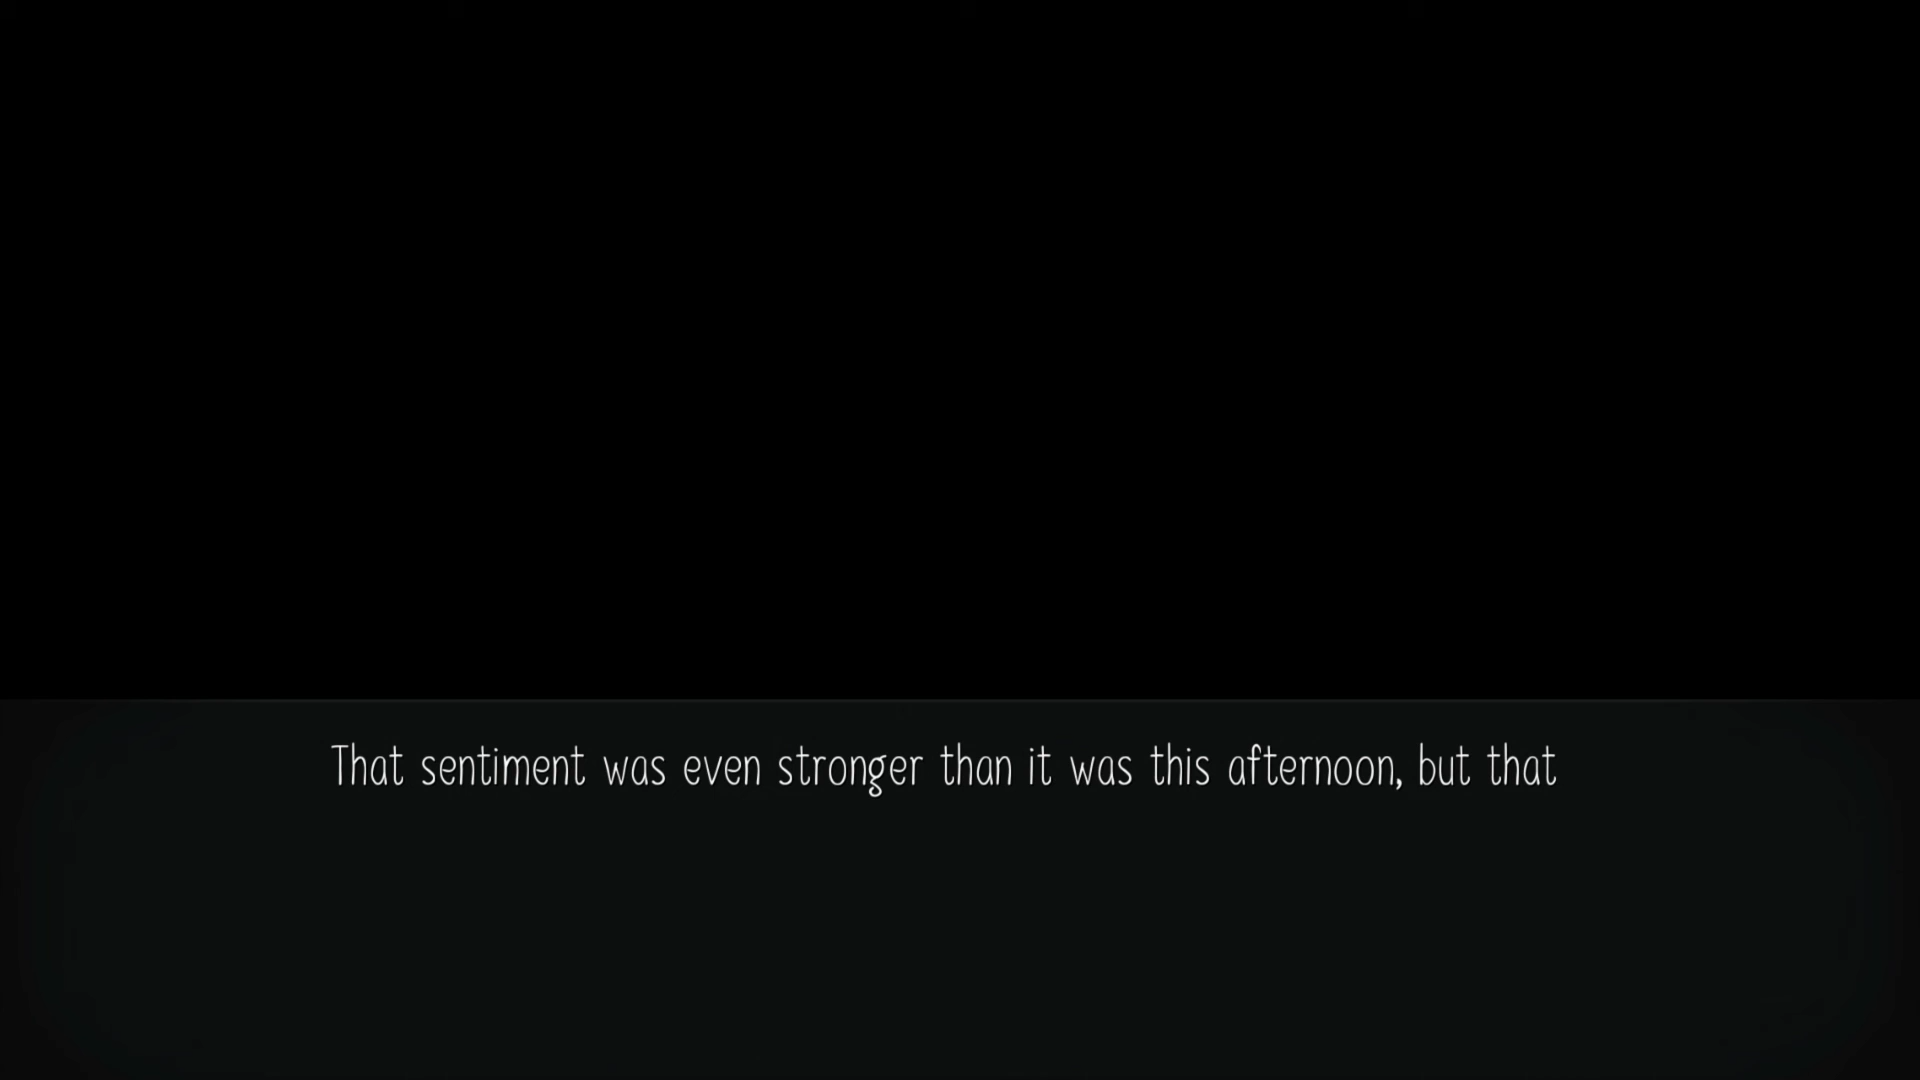 That sentiment was even stronger than it was this afternoon, but that